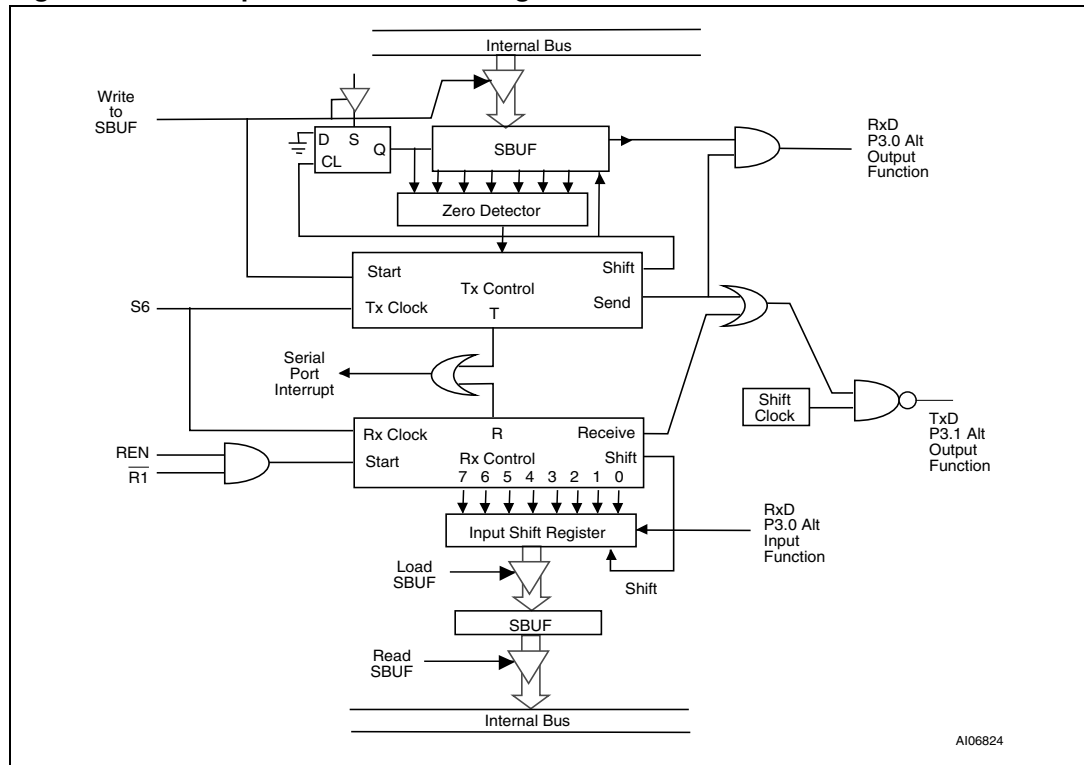 Internal Bus
Write
to
SBUF
D S
Q
CL
SBUF
RxD
P3.0 Alt
Output
Function
Zero Detector
Start
Shift
Tx Control
S6
Tx Clock
Send
T
Serial
Port
Interrupt
Shift
Clock
TxD
P3.1 Alt
Output
Function
Rx Clock
R
Receive
REN
R1
Start
Rx Control
Shift
7 6 5 4 3 2 1 0
RxD
P3.0 Alt
Input
Function
Input Shift Register
Load
SBUF
Shift
SBUF
Read
SBUF
Internal Bus
AI06824